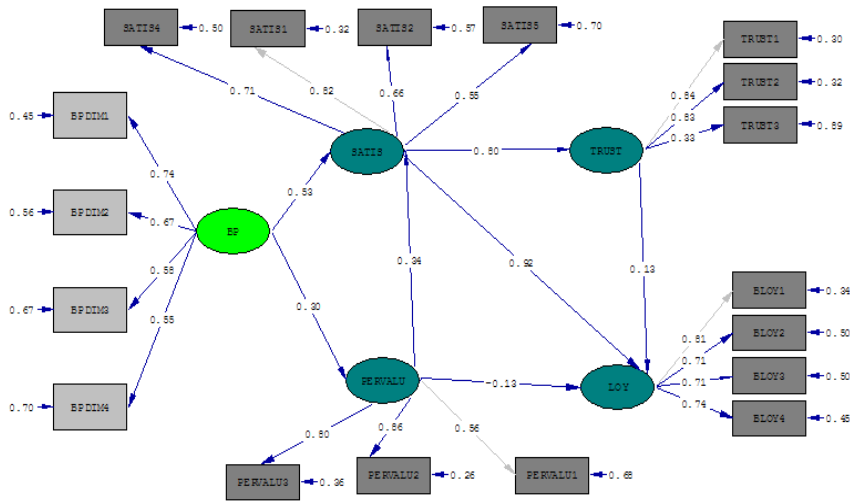 SATIS4 0.50 SATIS1 0.32 SATIS2 0.57 SATIS5 0.70
TRUST1 0.30
0.71 0.82 0.66 0.55
0.84
TRUST2 0.32
0.83
0.33
TRUST3 0.89
0.45 BPDIM1
0.74
SATIS 0.80 TRUST
0.56 BPDIM2
0.67
0.53
BP
0.58
0.55
0.34
0.92
0.13
0.67 BPDIM3
0.30
BLOY1 0.34
0.81
BLOY2 0.50
0.71
PERVALU -0.13 LOY
0.71
BLOY3 0.50
0.74
BLOY4 0.45
0.70 BPDIM4
0.80 0.86 0.56
PERVALU3 0.36 PERVALU2 0.26 PERVALU1 0.68